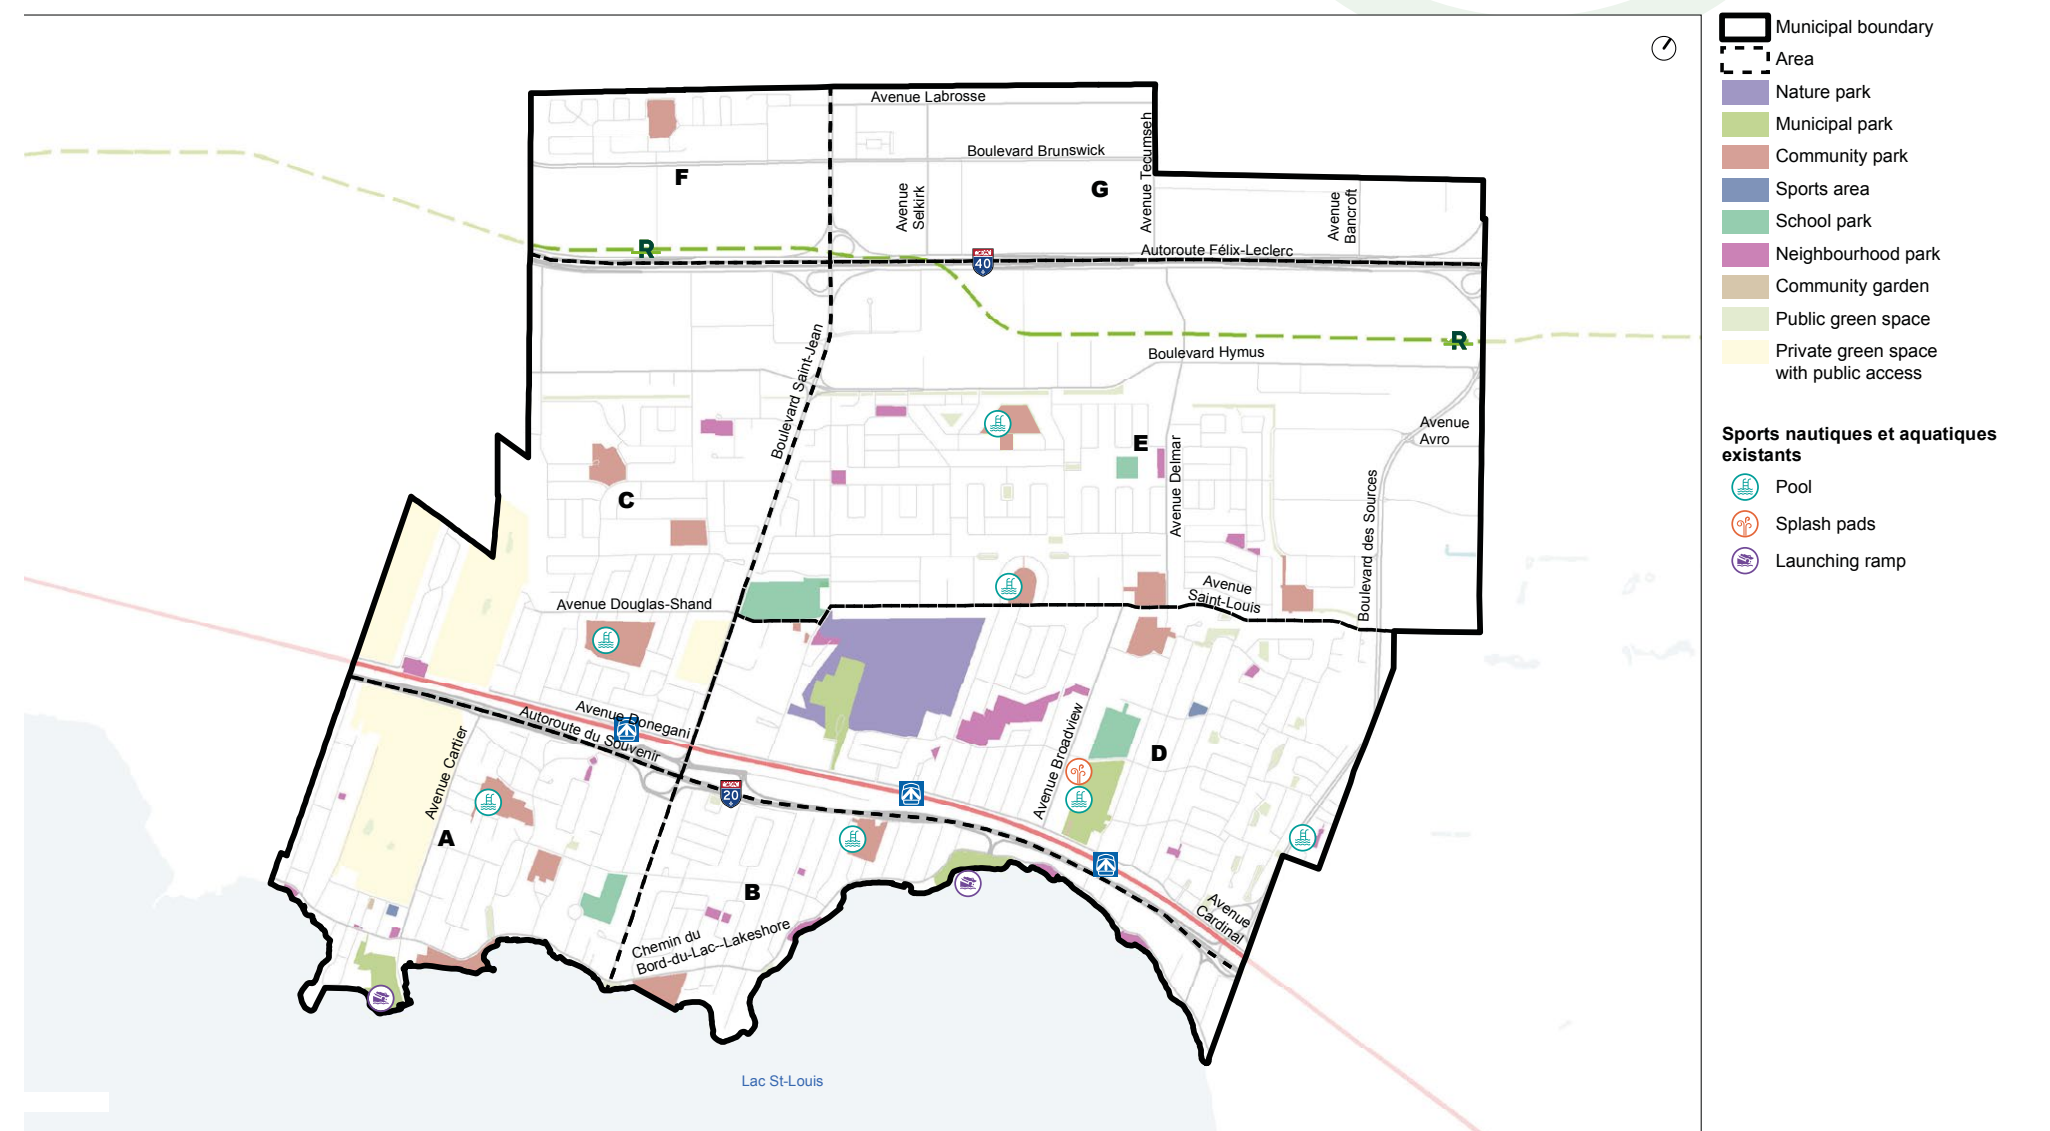 Avenue Labrosse
Boulevard Brunswick
Avenue Tecumseh
Avenue
Selkirk
Avenue
Bancroft
F
G
R
Autoroute Félix-Leclerc
40
R
Boulevard Hymus
Boulevard Saint-Jean
Avenue
Avro
E
C
Avenue Delmar
Boulevard des Sources
Avenue
Saint-Louis
Avenue Douglas-Shand
Avenue Donegani
Autoroute du Souvenir
Avenue Cartier
Avenue Broadview
D
20
A
B
Avenue
Cardinal
Chemin du
Bord-du-Lac--Lakeshore
Lac St-Louis
Municipal boundary
Area
Nature park
Municipal park
Community park
Sports area
School park
Neighbourhood park
Community garden
Public green space
Private green space
with public access
Sports nautiques et aquatiques
existants
Pool
Splash pads
Launching ramp